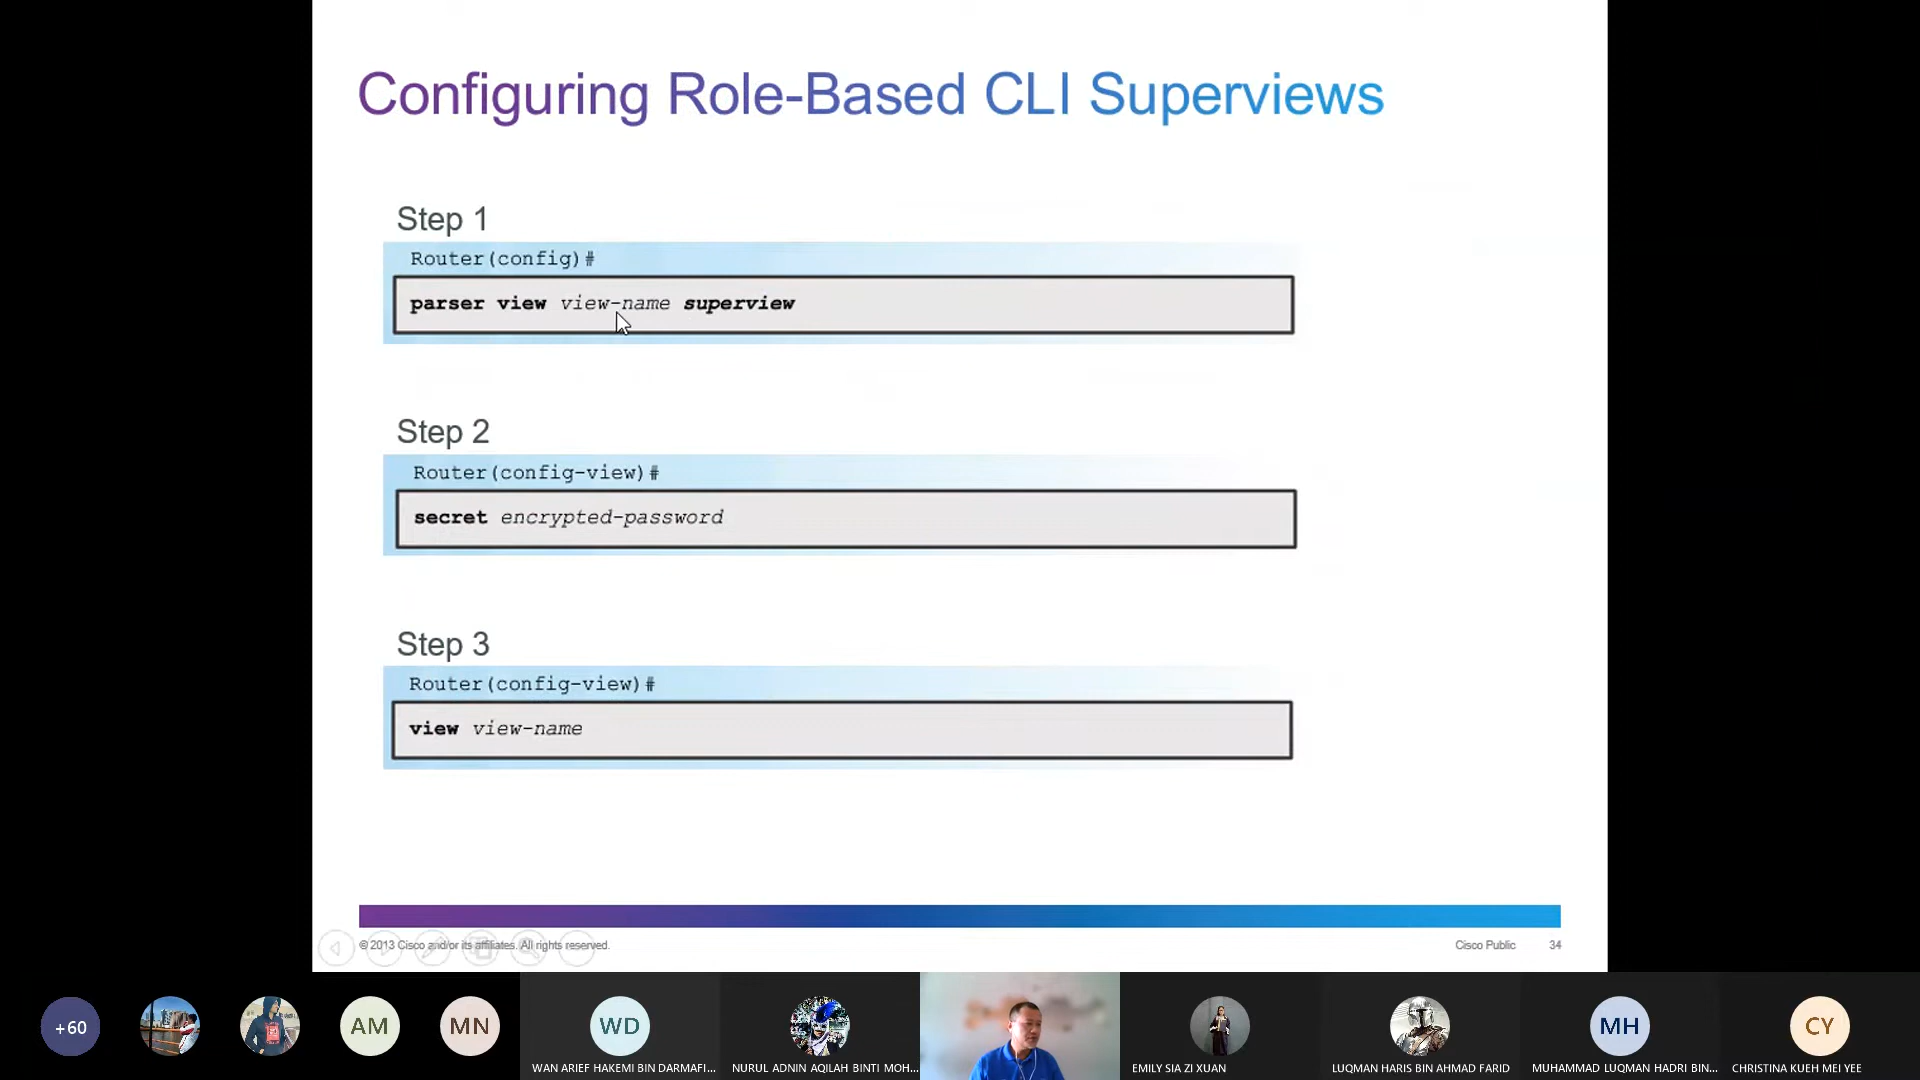 Configuring Role-Based CLI Superviews
Step 1
Router(config)#
parser view view-name superview
Step 2
Router(config-view)#
secret encrypted-password
Step 3
Router(config-view)#
view view-name
© 2013 Cisco and/or its affiliates. All rights reserved.
Cisco Public
34
+60
AM
MN
WD
MH
CY
WAN ARIEF HAKEMI BIN DARMAFI...
NURUL ADNIN AQILAH BINTI MOH...
EMILY SIA ZI XUAN
LUQMAN HARIS BIN AHMAD FARID
MUHAMMAD LUQMAN HADRI BIN...
CHRISTINA KUEH MEI YEE